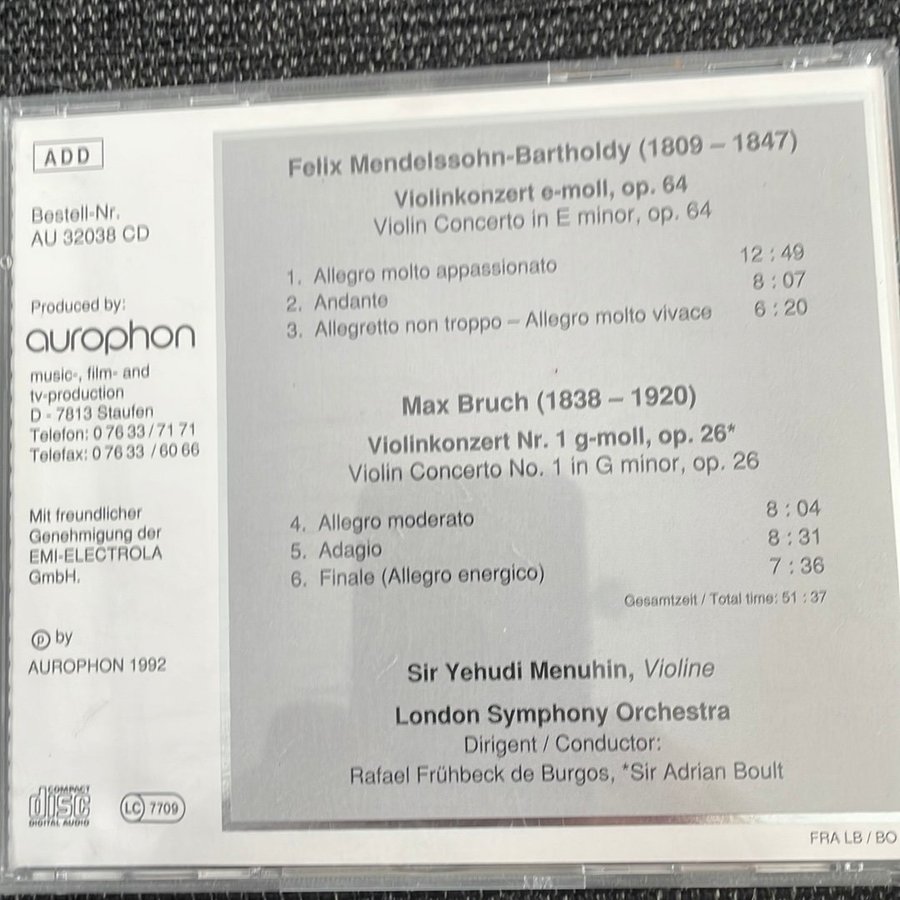 ADD
Bestell-Nr.
AU 32038 CD
Produced by:
aurophon
music-, film- and
tv-production
D - 7813 Staufen
Telefon: 0 76 33 / 71 71
Telefax: 0 76 33 / 60 66
Mit freundlicher
Genehmigung der
EMI-ELECTROLA
GmbH.
℗ by
AUROPHON 1992
COMPACT
disc
DIGITAL AUDIO
LC 7709
Felix Mendelssohn-Bartholdy (1809 – 1847)
Violinkonzert e-moll, op. 64
Violin Concerto in E minor, op. 64
1. Allegro molto appassionato 12 : 49
2. Andante 8 : 07
3. Allegretto non troppo – Allegro molto vivace 6 : 20
Max Bruch (1838 – 1920)
Violinkonzert Nr. 1 g-moll, op. 26*
Violin Concerto No. 1 in G minor, op. 26
4. Allegro moderato 8 : 04
5. Adagio 8 : 31
6. Finale (Allegro energico) 7 : 36
Gesamtzeit / Total time: 51 : 37
Sir Yehudi Menuhin, Violine
London Symphony Orchestra
Dirigent / Conductor:
Rafael Frühbeck de Burgos, *Sir Adrian Boult
FRA LB / BO